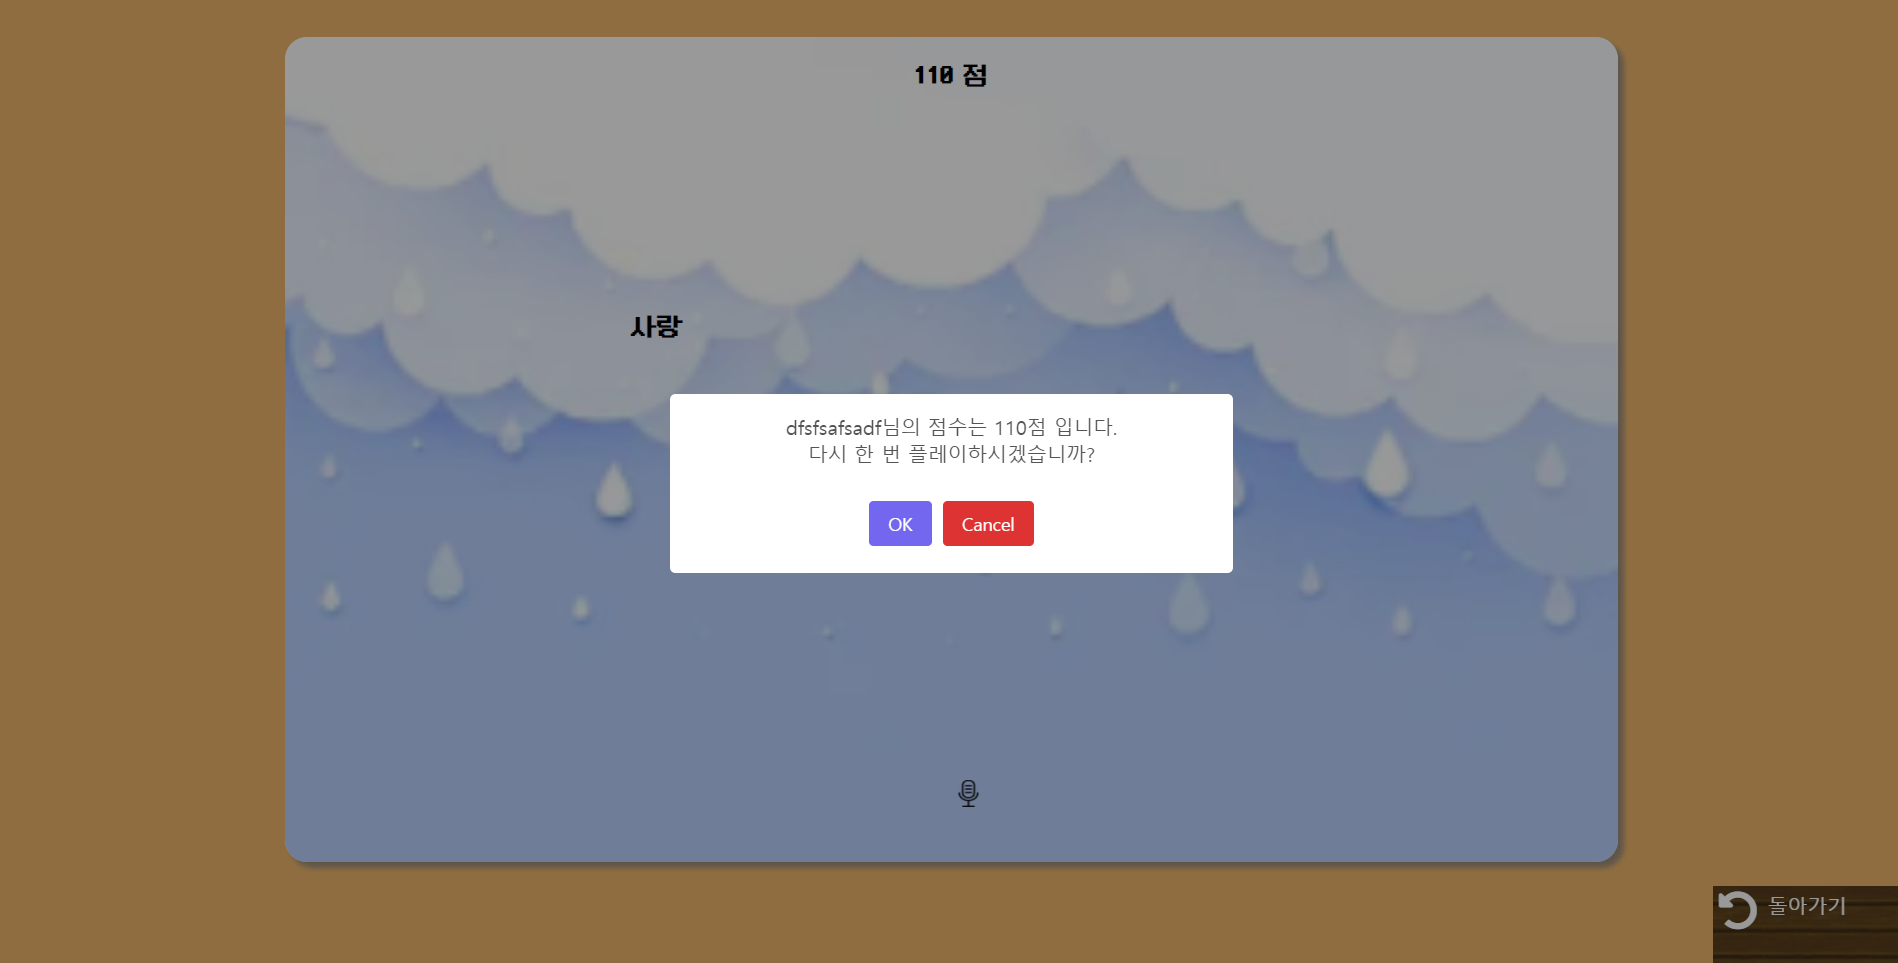 110 점
사랑
dfsfsafsadf님의 점수는 110점 입니다.
다시 한 번 플레이하시겠습니까?
OK
Cancel
돌아가기